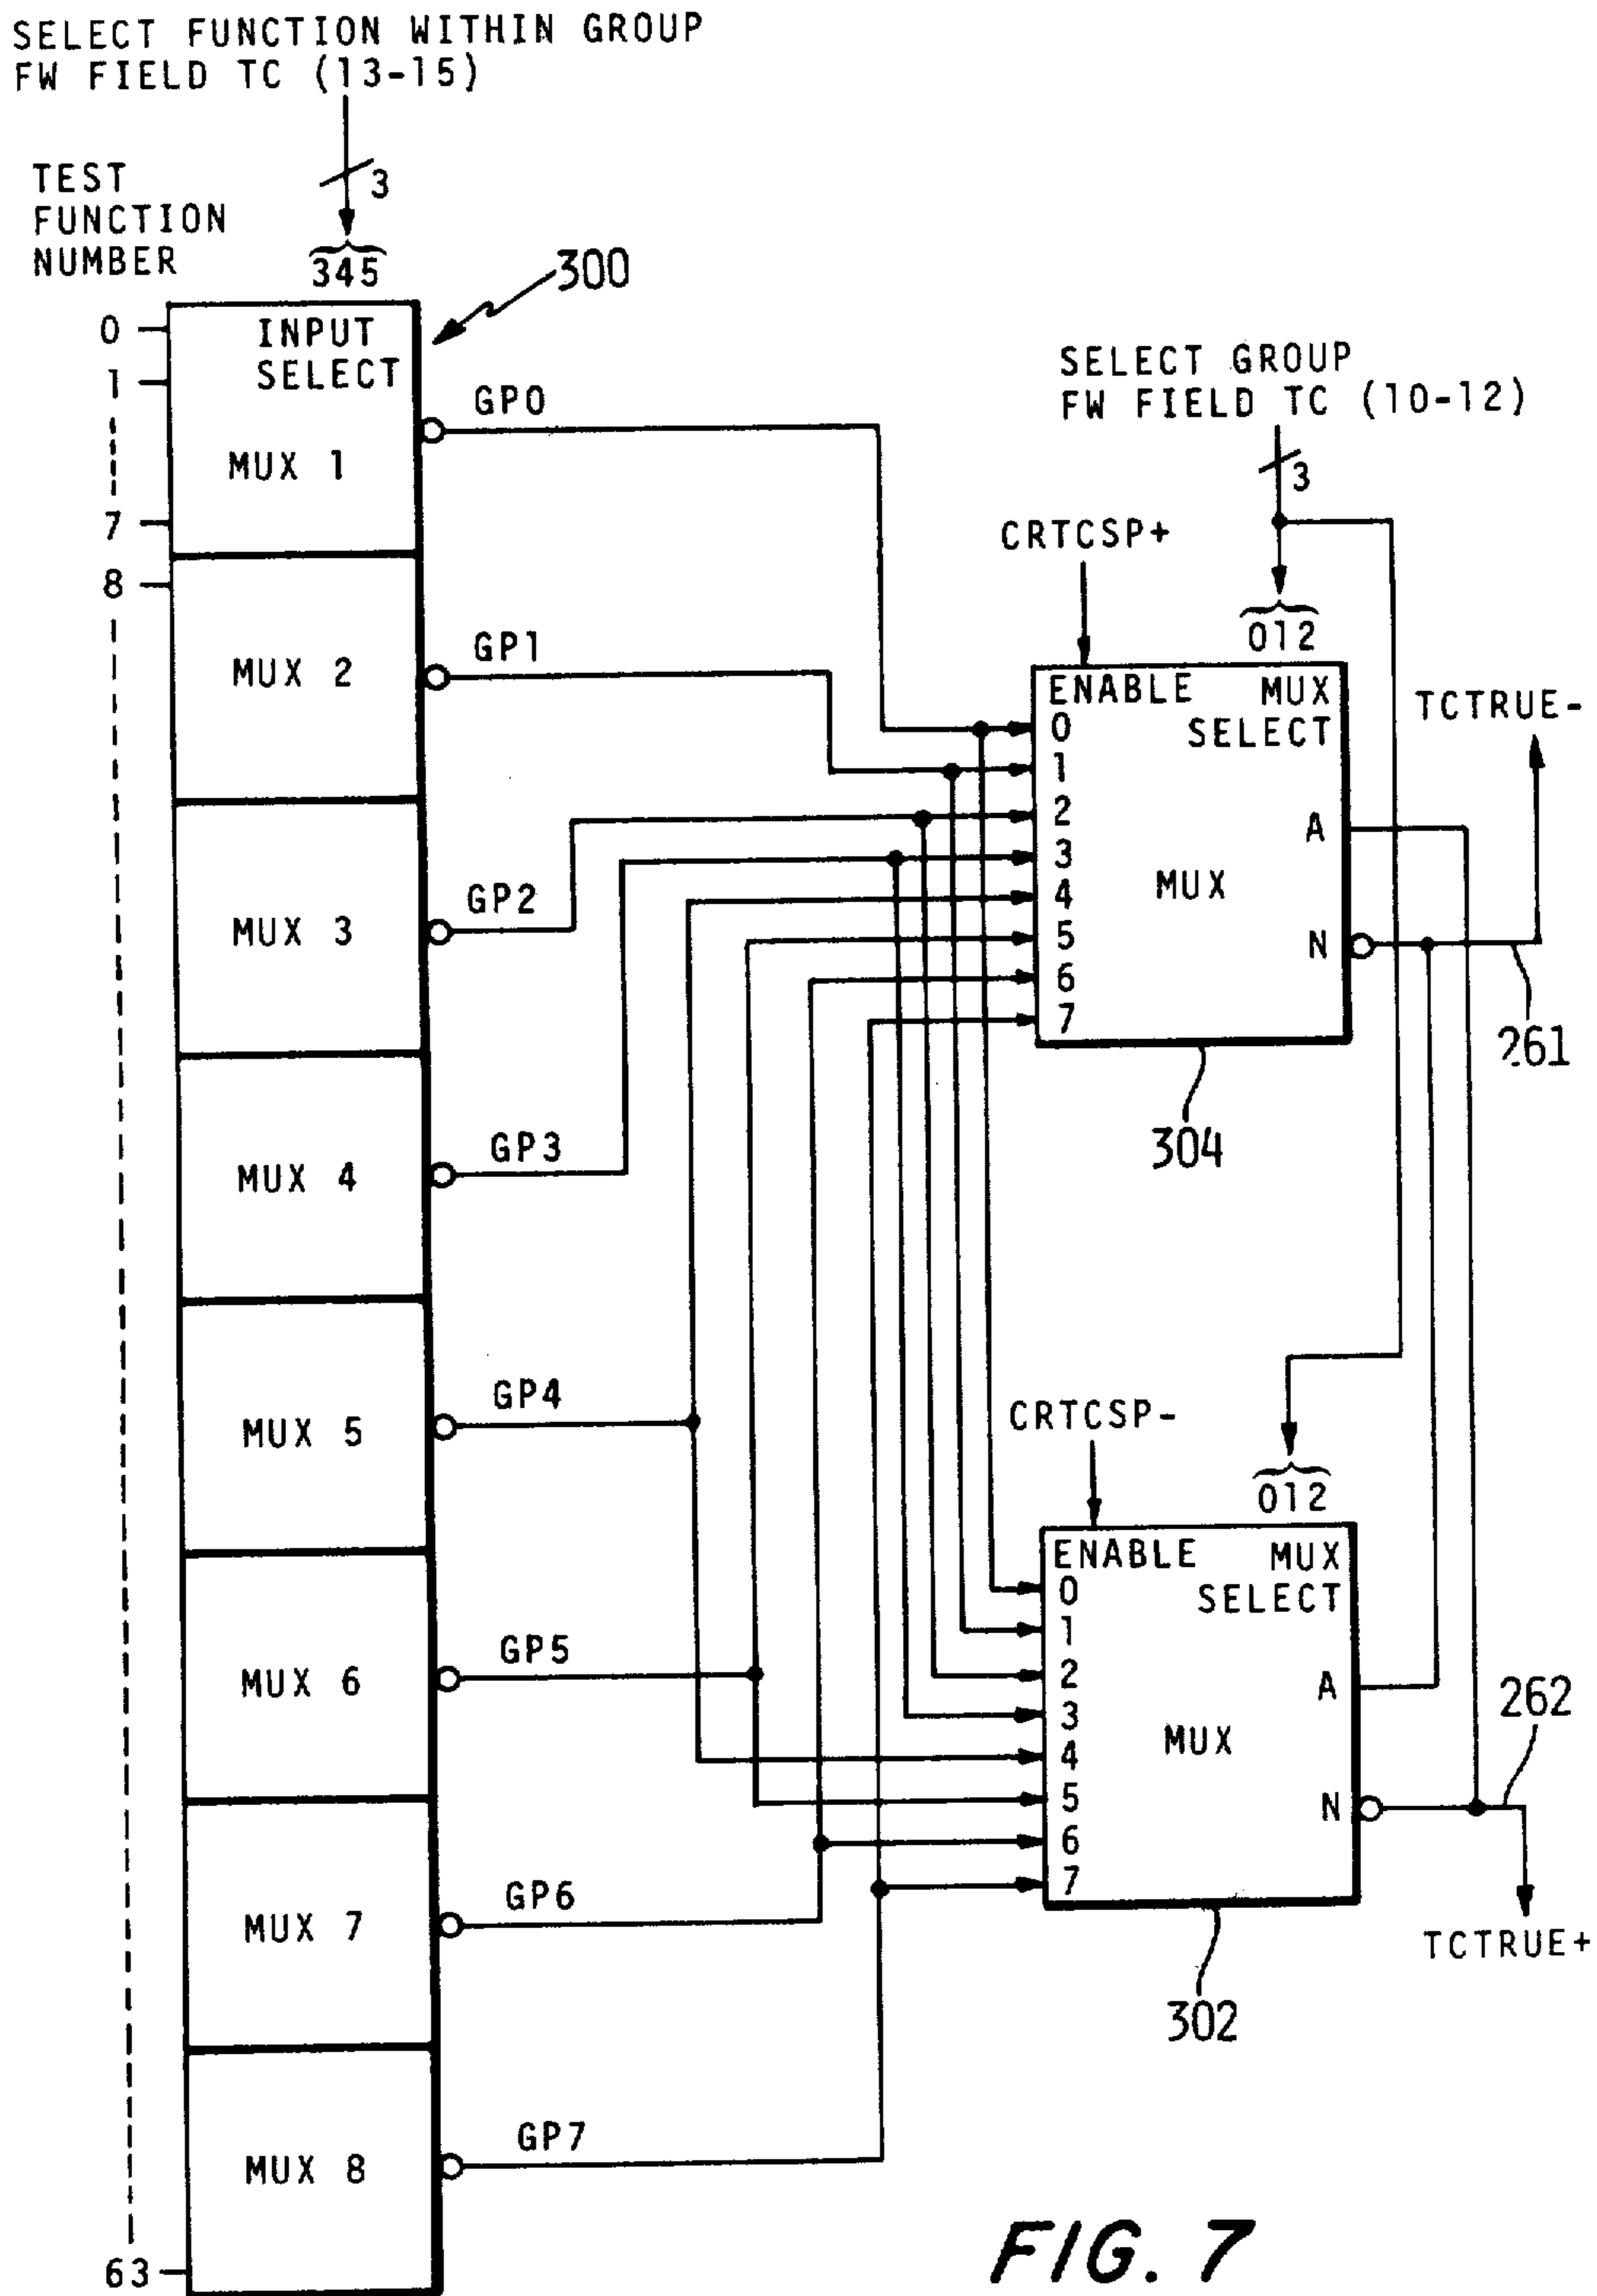 SELECT FUNCTION WITHIN GROUP
FW FIELD TC (13-15)
3
TEST
FUNCTION
NUMBER
345
300
0
1
7
8
63
INPUT
SELECT
MUX 1
MUX 2
MUX 3
MUX 4
MUX 5
MUX 6
MUX 7
MUX 8
GP0
GP1
GP2
GP3
GP4
GP5
GP6
GP7
SELECT GROUP
FW FIELD TC (10-12)
3
CRTCSP+
012
ENABLE MUX
SELECT
0
1
2
3
4
5
6
7
MUX
A
N
TCTRUE-
261
304
CRTCSP-
012
ENABLE MUX
SELECT
0
1
2
3
4
5
6
7
MUX
A
N
262
TCTRUE+
302
FIG. 7